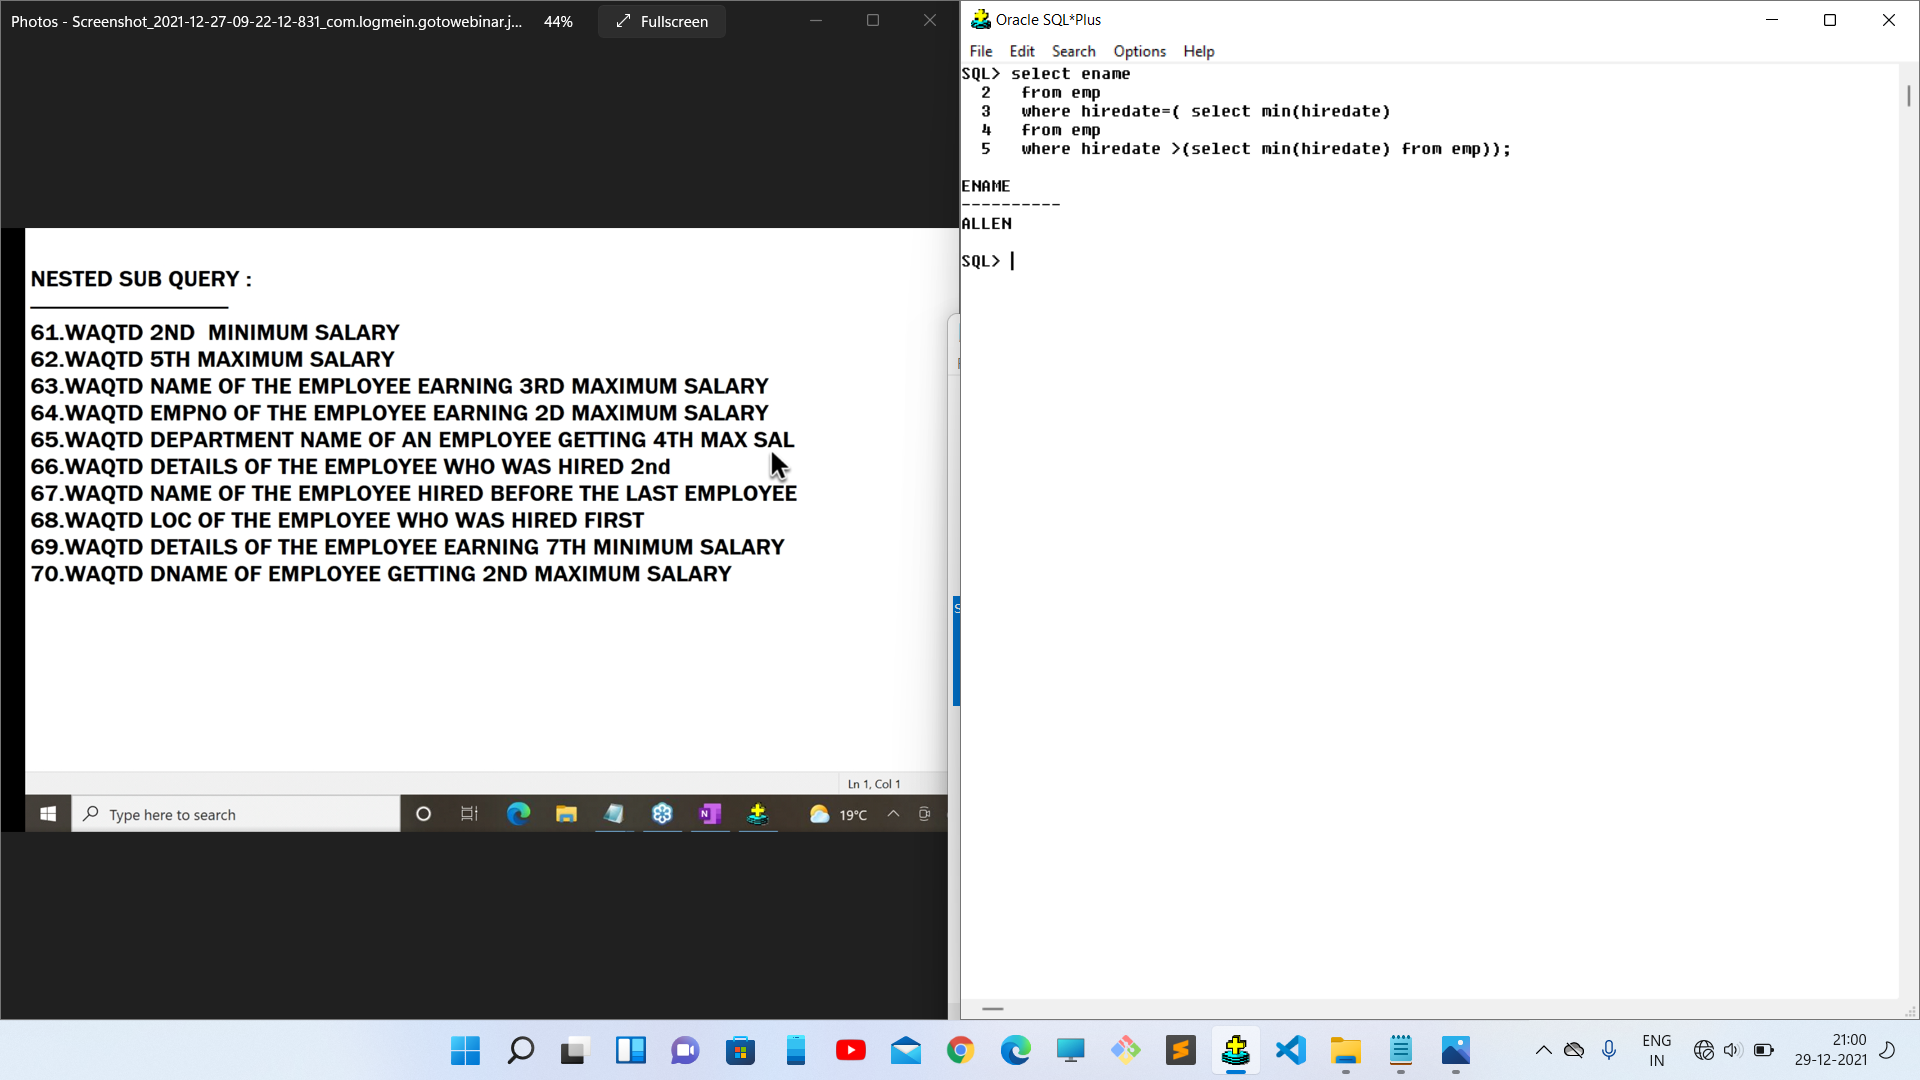 Photos - Screenshot_2021-12-27-09-22-12-831_com.logmein.gotowebinar.j... 44% Fullscreen
NESTED SUB QUERY :
61.WAQTD 2ND MINIMUM SALARY
62.WAQTD 5TH MAXIMUM SALARY
63.WAQTD NAME OF THE EMPLOYEE EARNING 3RD MAXIMUM SALARY
64.WAQTD EMPNO OF THE EMPLOYEE EARNING 2D MAXIMUM SALARY
65.WAQTD DEPARTMENT NAME OF AN EMPLOYEE GETTING 4TH MAX SAL
66.WAQTD DETAILS OF THE EMPLOYEE WHO WAS HIRED 2nd
67.WAQTD NAME OF THE EMPLOYEE HIRED BEFORE THE LAST EMPLOYEE
68.WAQTD LOC OF THE EMPLOYEE WHO WAS HIRED FIRST
69.WAQTD DETAILS OF THE EMPLOYEE EARNING 7TH MINIMUM SALARY
70.WAQTD DNAME OF EMPLOYEE GETTING 2ND MAXIMUM SALARY
Ln 1, Col 1
Type here to search
19°C
Oracle SQL*Plus
File Edit Search Options Help
SQL> select ename
2 from emp
3 where hiredate=( select min(hiredate)
4 from emp
5 where hiredate >(select min(hiredate) from emp));
ENAME
----------
ALLEN
SQL>
ENG
IN
21:00
29-12-2021